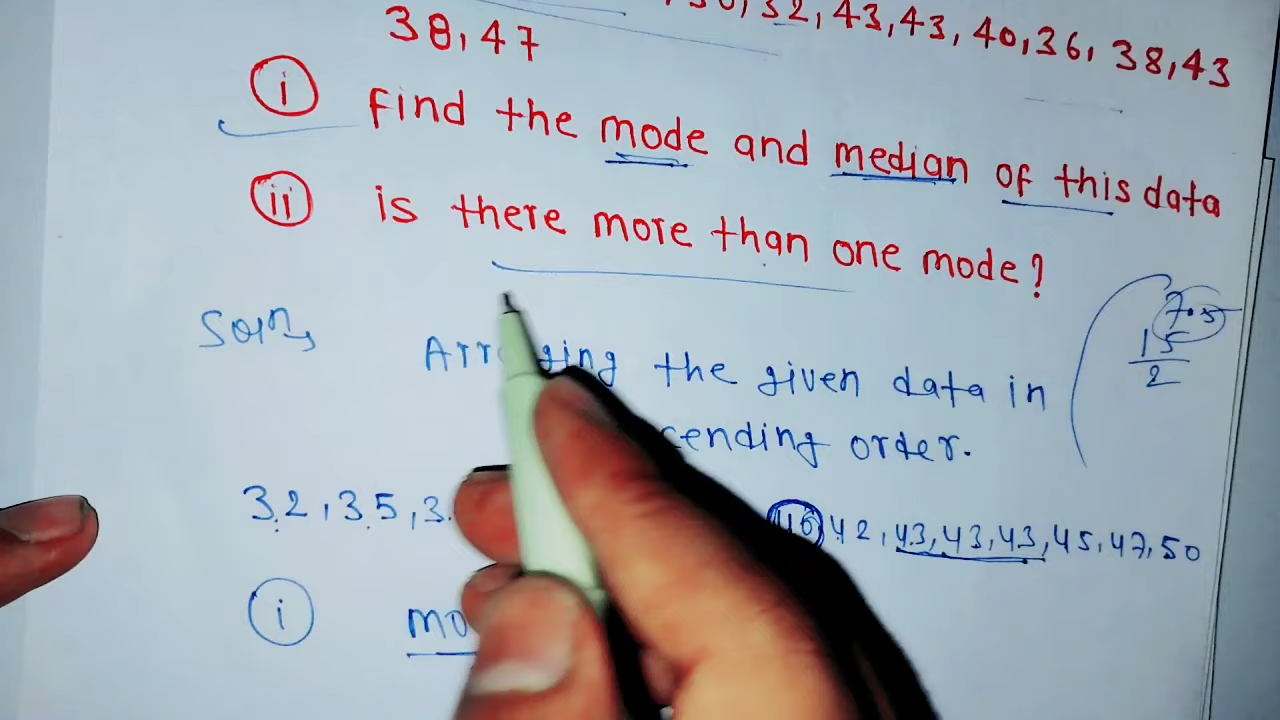 32, 43, 43, 40, 36, 38, 43
38, 47
i find the mode and median of this data
ii is there more than one mode?
7.5
15
2
Soln,
the given data in
order.
32, 35, 3
42, 43, 43, 43, 45, 47, 50
i mo